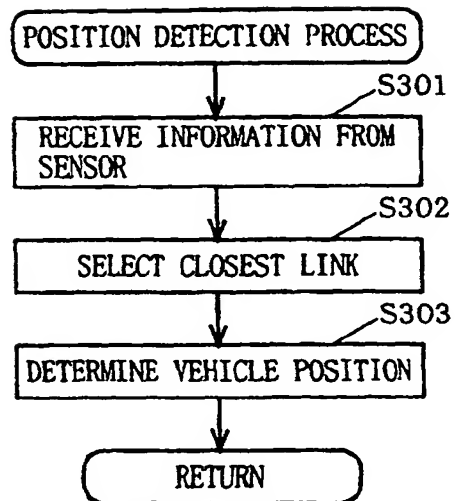 POSITION DETECTION PROCESS
S301
RECEIVE INFORMATION FROM
SENSOR
S302
SELECT CLOSEST LINK
S303
DETERMINE VEHICLE POSITION
RETURN